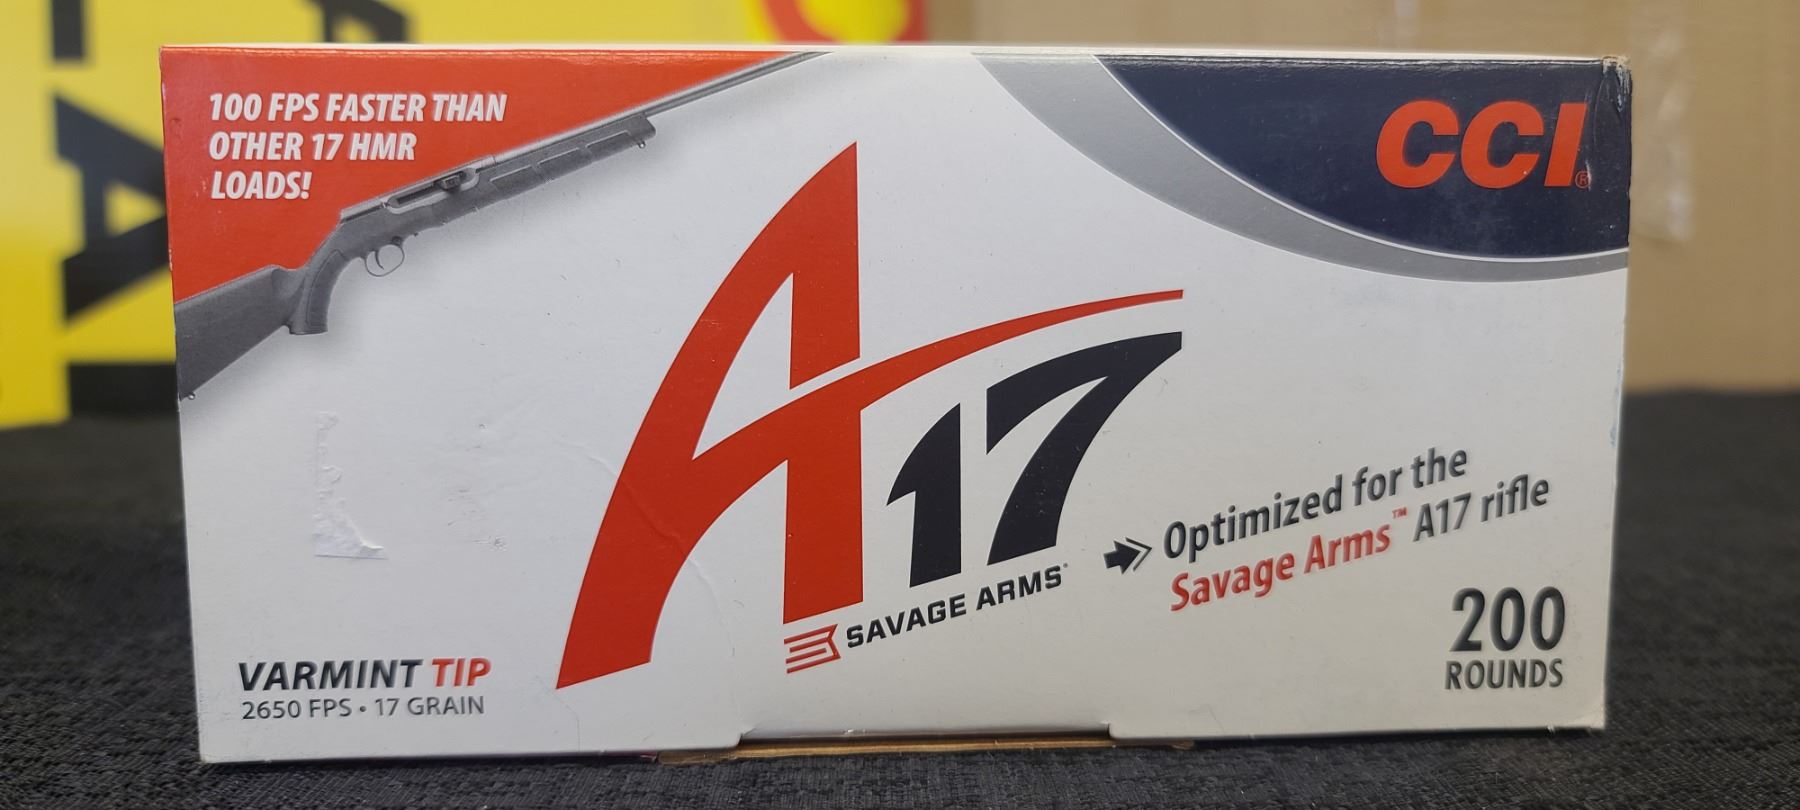 100 FPS FASTER THAN
OTHER 17 HMR
LOADS!
CCI®
A17
SAVAGE ARMS®
Optimized for the
Savage Arms™ A17 rifle
VARMINT TIP
2650 FPS • 17 GRAIN
200
ROUNDS